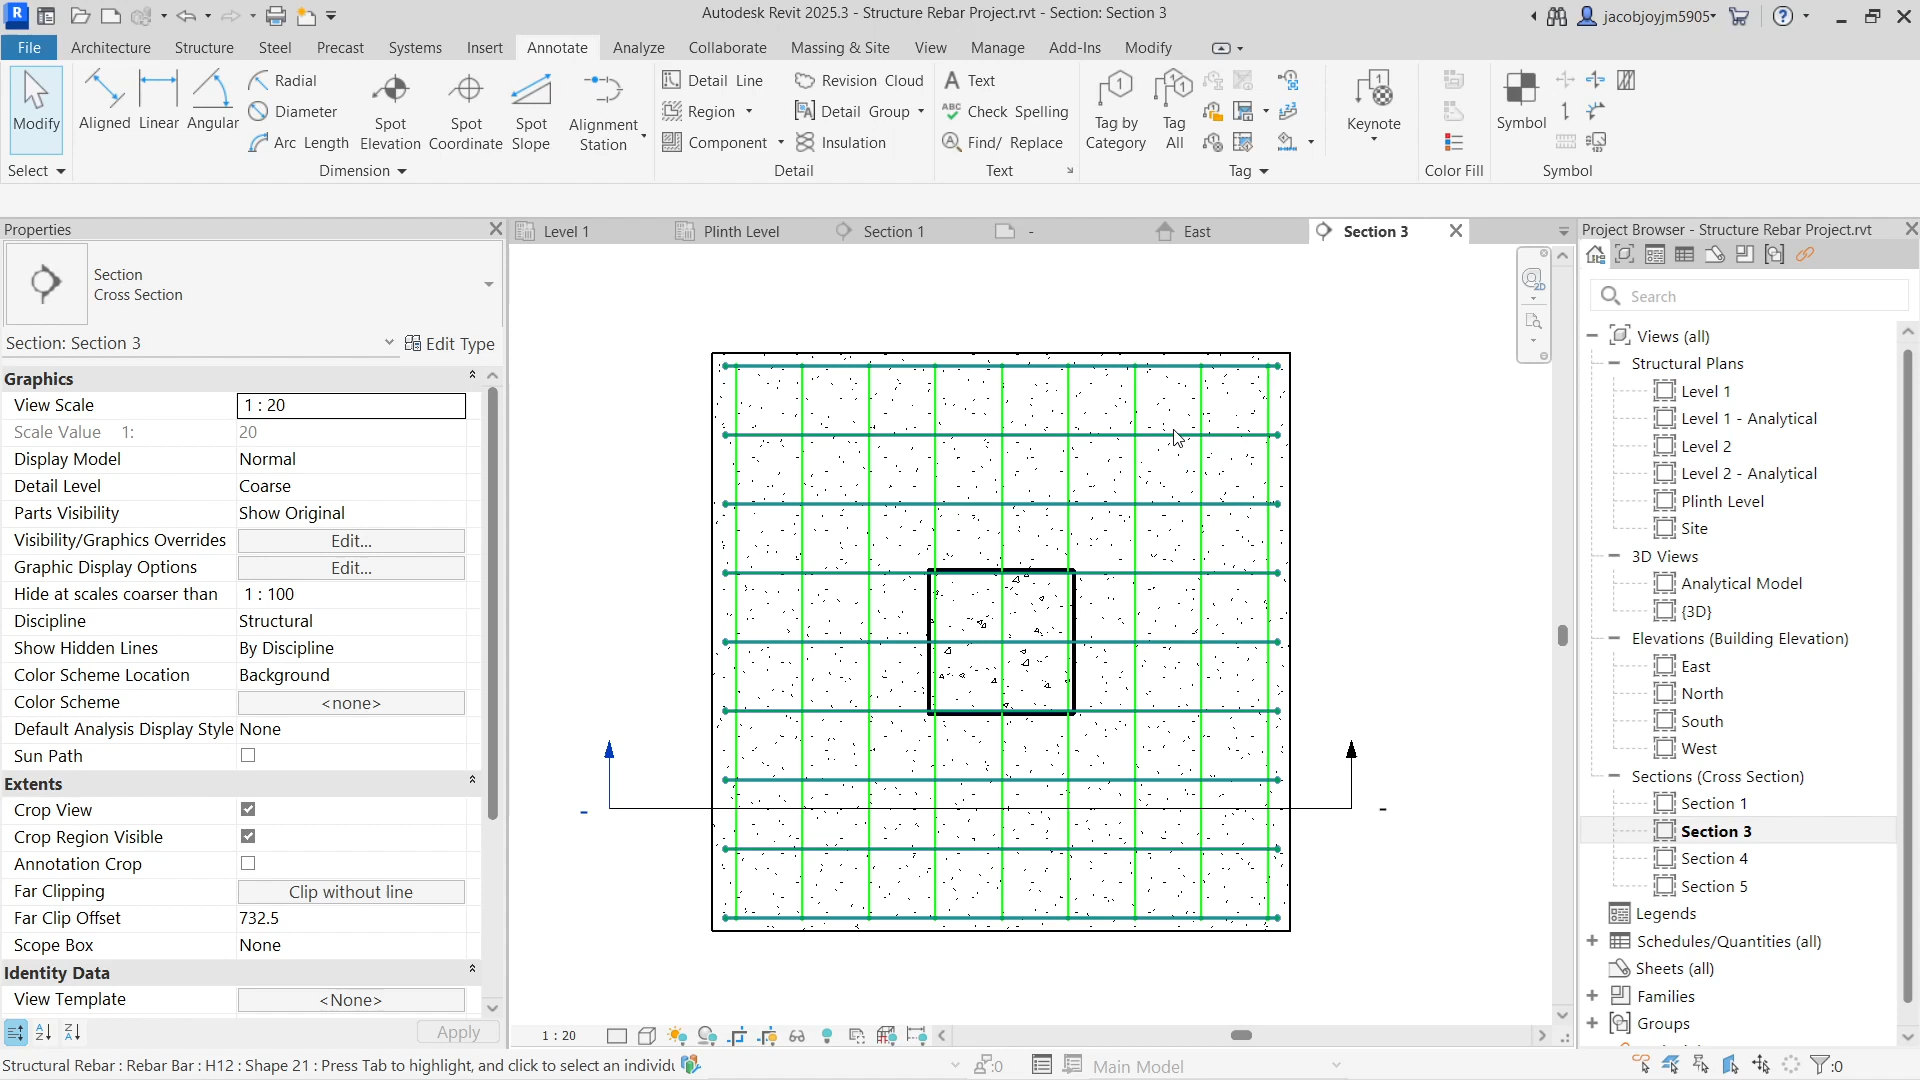 Autodesk Revit 2025.3 - Structure Rebar Project.rvt - Section: Section 3
jacobjoyjm5905
File Architecture Structure Steel Precast Systems Insert Annotate Analyze Collaborate Massing & Site View Manage Add-Ins Modify
Modify
Aligned
Linear
Angular
Radial
Diameter
Arc Length
Spot Elevation
Spot Coordinate
Spot Slope
Alignment Station
Detail Line
Region
Component
Revision Cloud
Detail Group
Insulation
A Text
ABC Check Spelling
Find/ Replace
Tag by Category
Tag All
Keynote
Symbol
Select
Dimension
Detail
Text
Tag
Color Fill
Symbol
Properties
Level 1
Plinth Level
Section 1
-
East
Section 3
Project Browser - Structure Rebar Project.rvt
Section
Cross Section
Section: Section 3
Edit Type
Graphics
View Scale 1 : 20
Scale Value 1: 20
Display Model Normal
Detail Level Coarse
Parts Visibility Show Original
Visibility/Graphics Overrides Edit...
Graphic Display Options Edit...
Hide at scales coarser than 1 : 100
Discipline Structural
Show Hidden Lines By Discipline
Color Scheme Location Background
Color Scheme <none>
Default Analysis Display Style None
Sun Path
Extents
Crop View
Crop Region Visible
Annotation Crop
Far Clipping Clip without line
Far Clip Offset 732.5
Scope Box None
Identity Data
View Template <None>
Apply
2D
-
-
Search
Views (all)
Structural Plans
Level 1
Level 1 - Analytical
Level 2
Level 2 - Analytical
Plinth Level
Site
3D Views
Analytical Model
{3D}
Elevations (Building Elevation)
East
North
South
West
Sections (Cross Section)
Section 1
Section 3
Section 4
Section 5
Legends
Schedules/Quantities (all)
Sheets (all)
Families
Groups
1 : 20
Structural Rebar : Rebar Bar : H12 : Shape 21 : Press Tab to highlight, and click to select an individu
:0
Main Model
:0